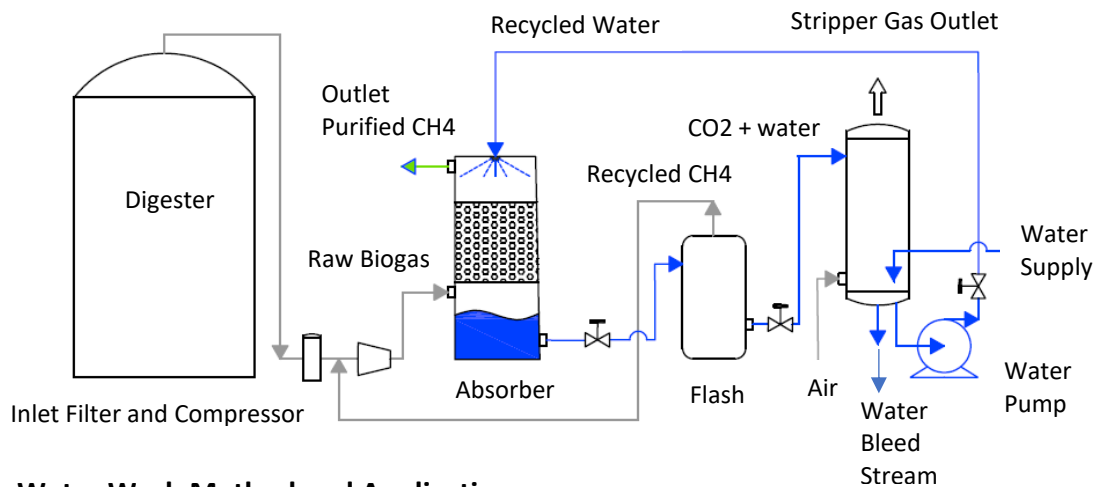 Recycled Water
Stripper Gas Outlet
Outlet
Purified CH4
CO2 + water
Recycled CH4
Digester
Raw Biogas
Water
Supply
Absorber
Flash
Air
Water
Pump
Inlet Filter and Compressor
Water
Bleed
Stream